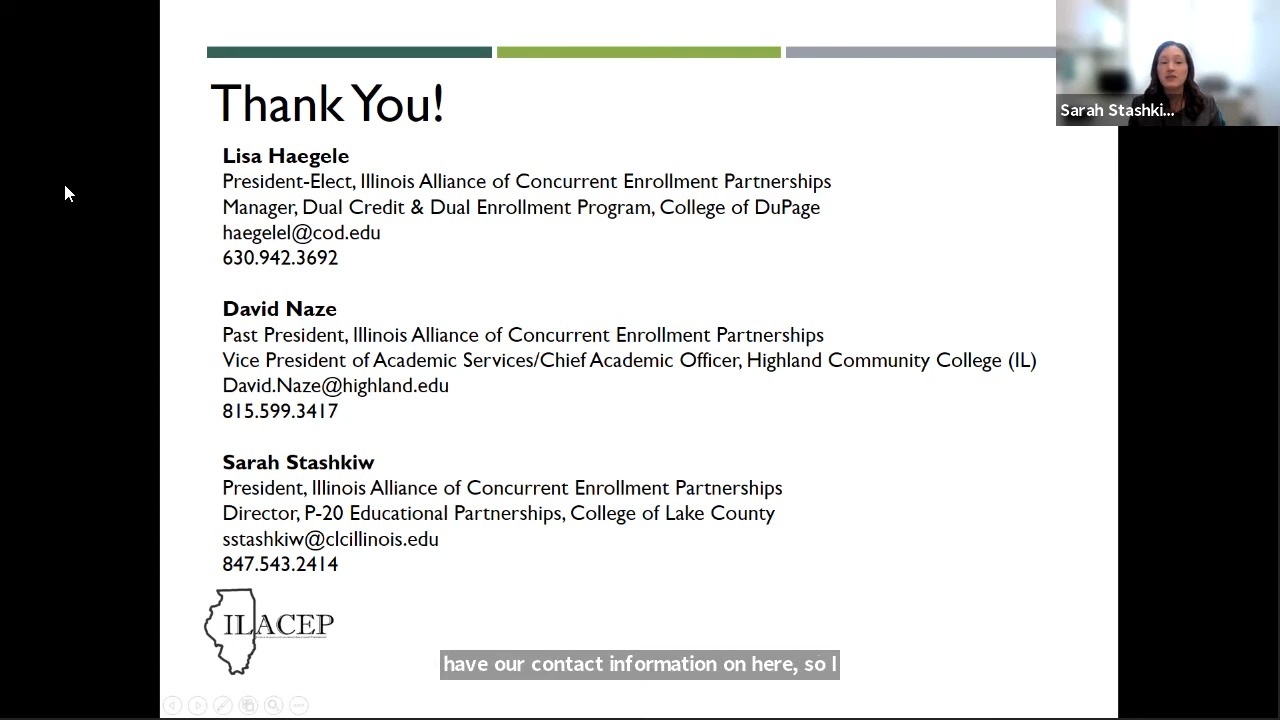 Thank You!
Sarah Stashki...
Lisa Haegele
President-Elect, Illinois Alliance of Concurrent Enrollment Partnerships
Manager, Dual Credit & Dual Enrollment Program, College of DuPage
haegelel@cod.edu
630.942.3692
David Naze
Past President, Illinois Alliance of Concurrent Enrollment Partnerships
Vice President of Academic Services/Chief Academic Officer, Highland Community College (IL)
David.Naze@highland.edu
815.599.3417
Sarah Stashkiw
President, Illinois Alliance of Concurrent Enrollment Partnerships
Director, P-20 Educational Partnerships, College of Lake County
sstashkiw@clcillinois.edu
847.543.2414
ILACEP
have our contact information on here, so I